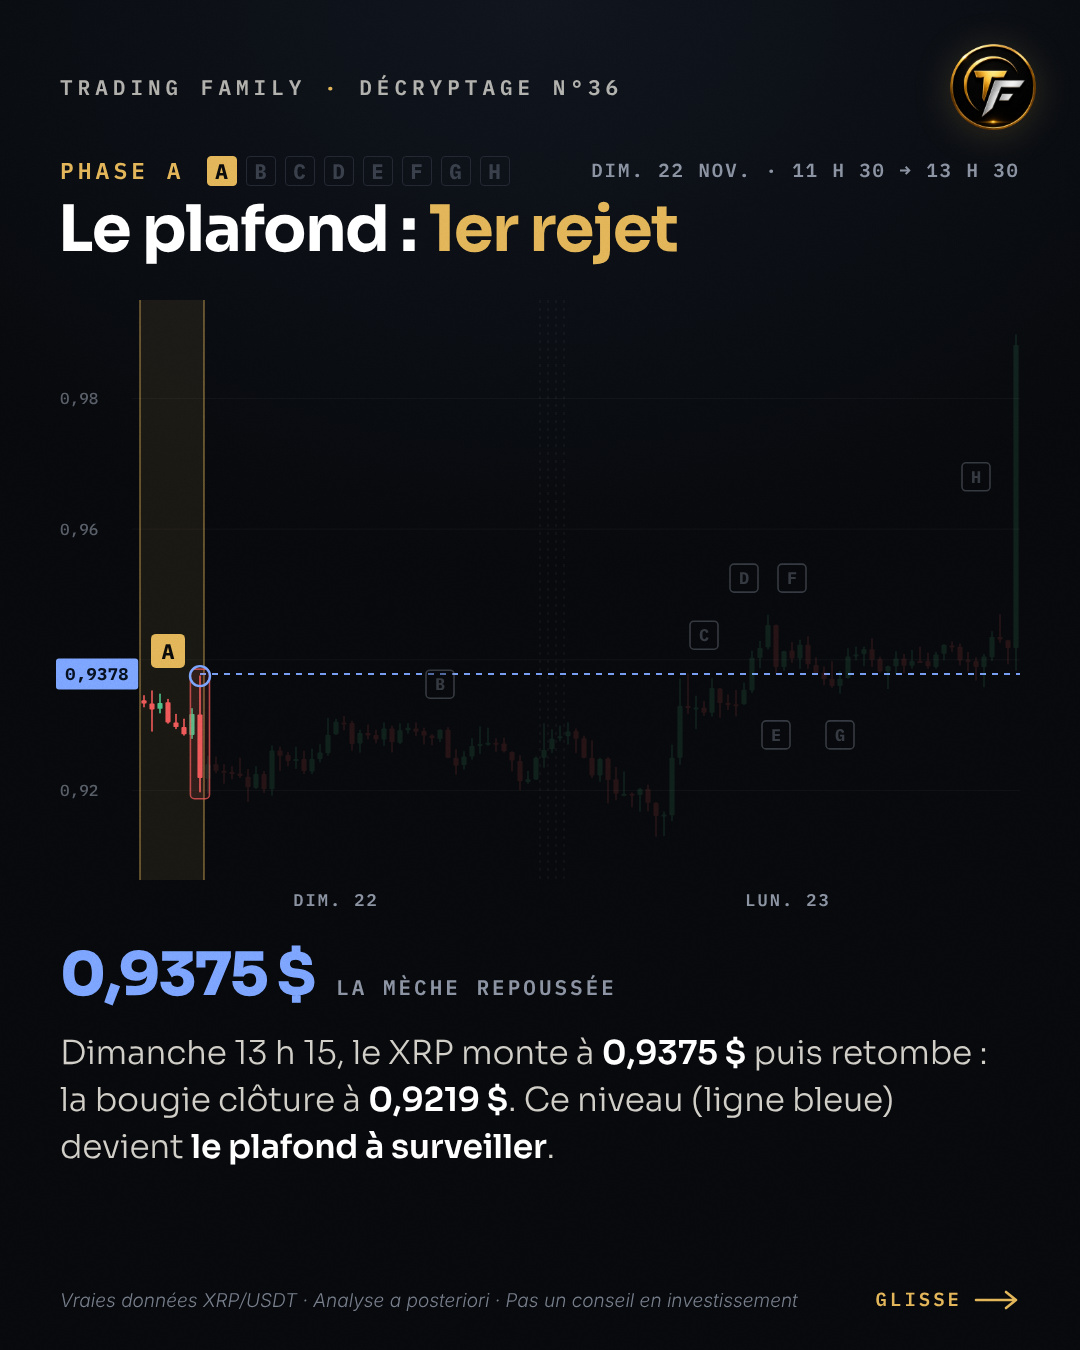 TRADING FAMILY · DÉCRYPTAGE N°36
TF
PHASE A A B C D E F G H
DIM. 22 NOV. · 11 H 30 → 13 H 30
Le plafond : 1er rejet
0,98
0,96
H
D F
C
A
0,9378
B
E G
0,92
DIM. 22 LUN. 23
0,9375 $ LA MÈCHE REPOUSSÉE
Dimanche 13 h 15, le XRP monte à 0,9375 $ puis retombe :
la bougie clôture à 0,9219 $. Ce niveau (ligne bleue)
devient le plafond à surveiller.
Vraies données XRP/USDT · Analyse a posteriori · Pas un conseil en investissement
GLISSE →